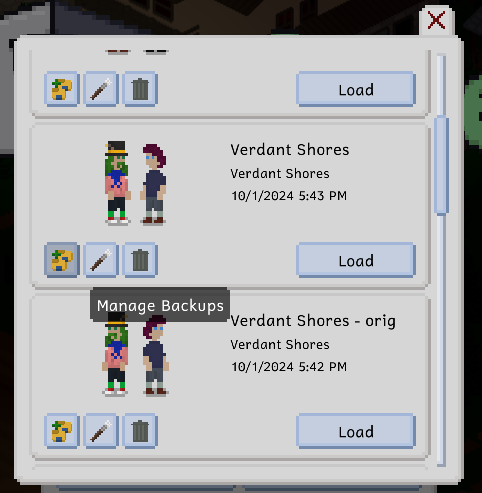 Load
Verdant Shores
Verdant Shores
10/1/2024 5:43 PM
Load
Manage Backups
Verdant Shores - orig
Verdant Shores
10/1/2024 5:42 PM
Load